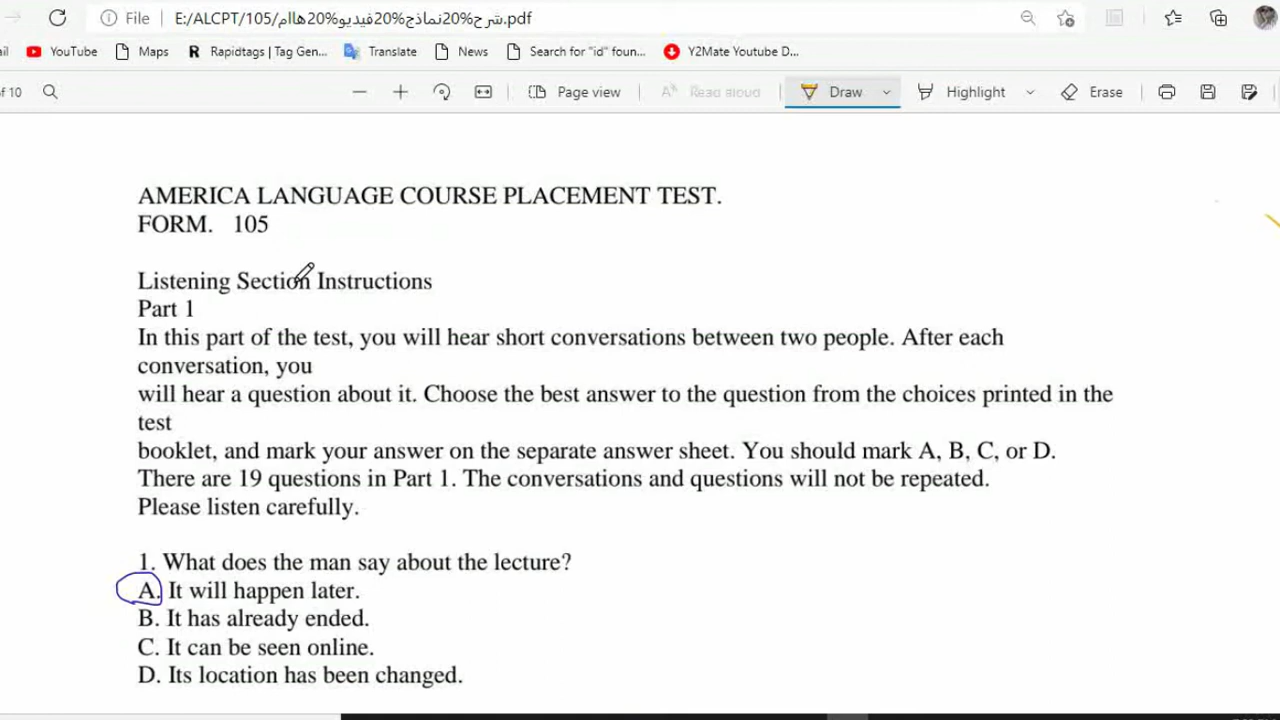 File E:/ALCPT/105/شرح%20نماذج%20فيديو%20هاام.pdf
YouTube Maps Rapidtags | Tag Gen... Translate News Search for "id" foun... Y2Mate Youtube D...
of 10 Page view Read aloud Draw Highlight Erase
AMERICA LANGUAGE COURSE PLACEMENT TEST.
FORM. 105
Listening Section Instructions
Part 1
In this part of the test, you will hear short conversations between two people. After each
conversation, you
will hear a question about it. Choose the best answer to the question from the choices printed in the
test
booklet, and mark your answer on the separate answer sheet. You should mark A, B, C, or D.
There are 19 questions in Part 1. The conversations and questions will not be repeated.
Please listen carefully.
1. What does the man say about the lecture?
A. It will happen later.
B. It has already ended.
C. It can be seen online.
D. Its location has been changed.